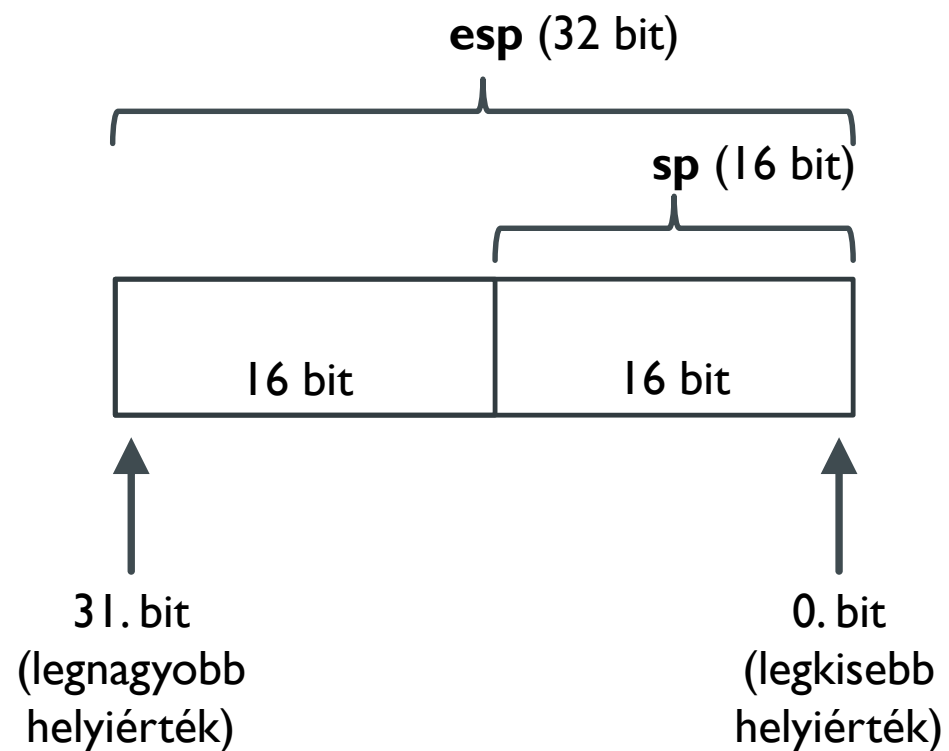 esp (32 bit)
sp (16 bit)
16 bit
16 bit
31. bit
(legnagyobb
helyiérték)
0. bit
(legkisebb
helyiérték)